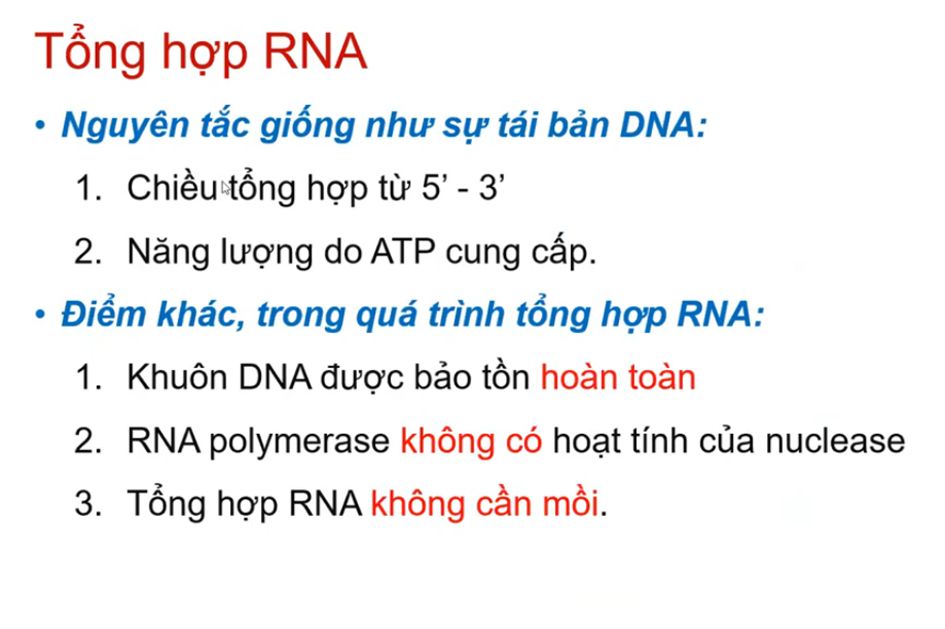 Tổng hợp RNA
• Nguyên tắc giống như sự tái bản DNA:
1. Chiều tổng hợp từ 5’ - 3’
2. Năng lượng do ATP cung cấp.
• Điểm khác, trong quá trình tổng hợp RNA:
1. Khuôn DNA được bảo tồn hoàn toàn
2. RNA polymerase không có hoạt tính của nuclease
3. Tổng hợp RNA không cần mồi.